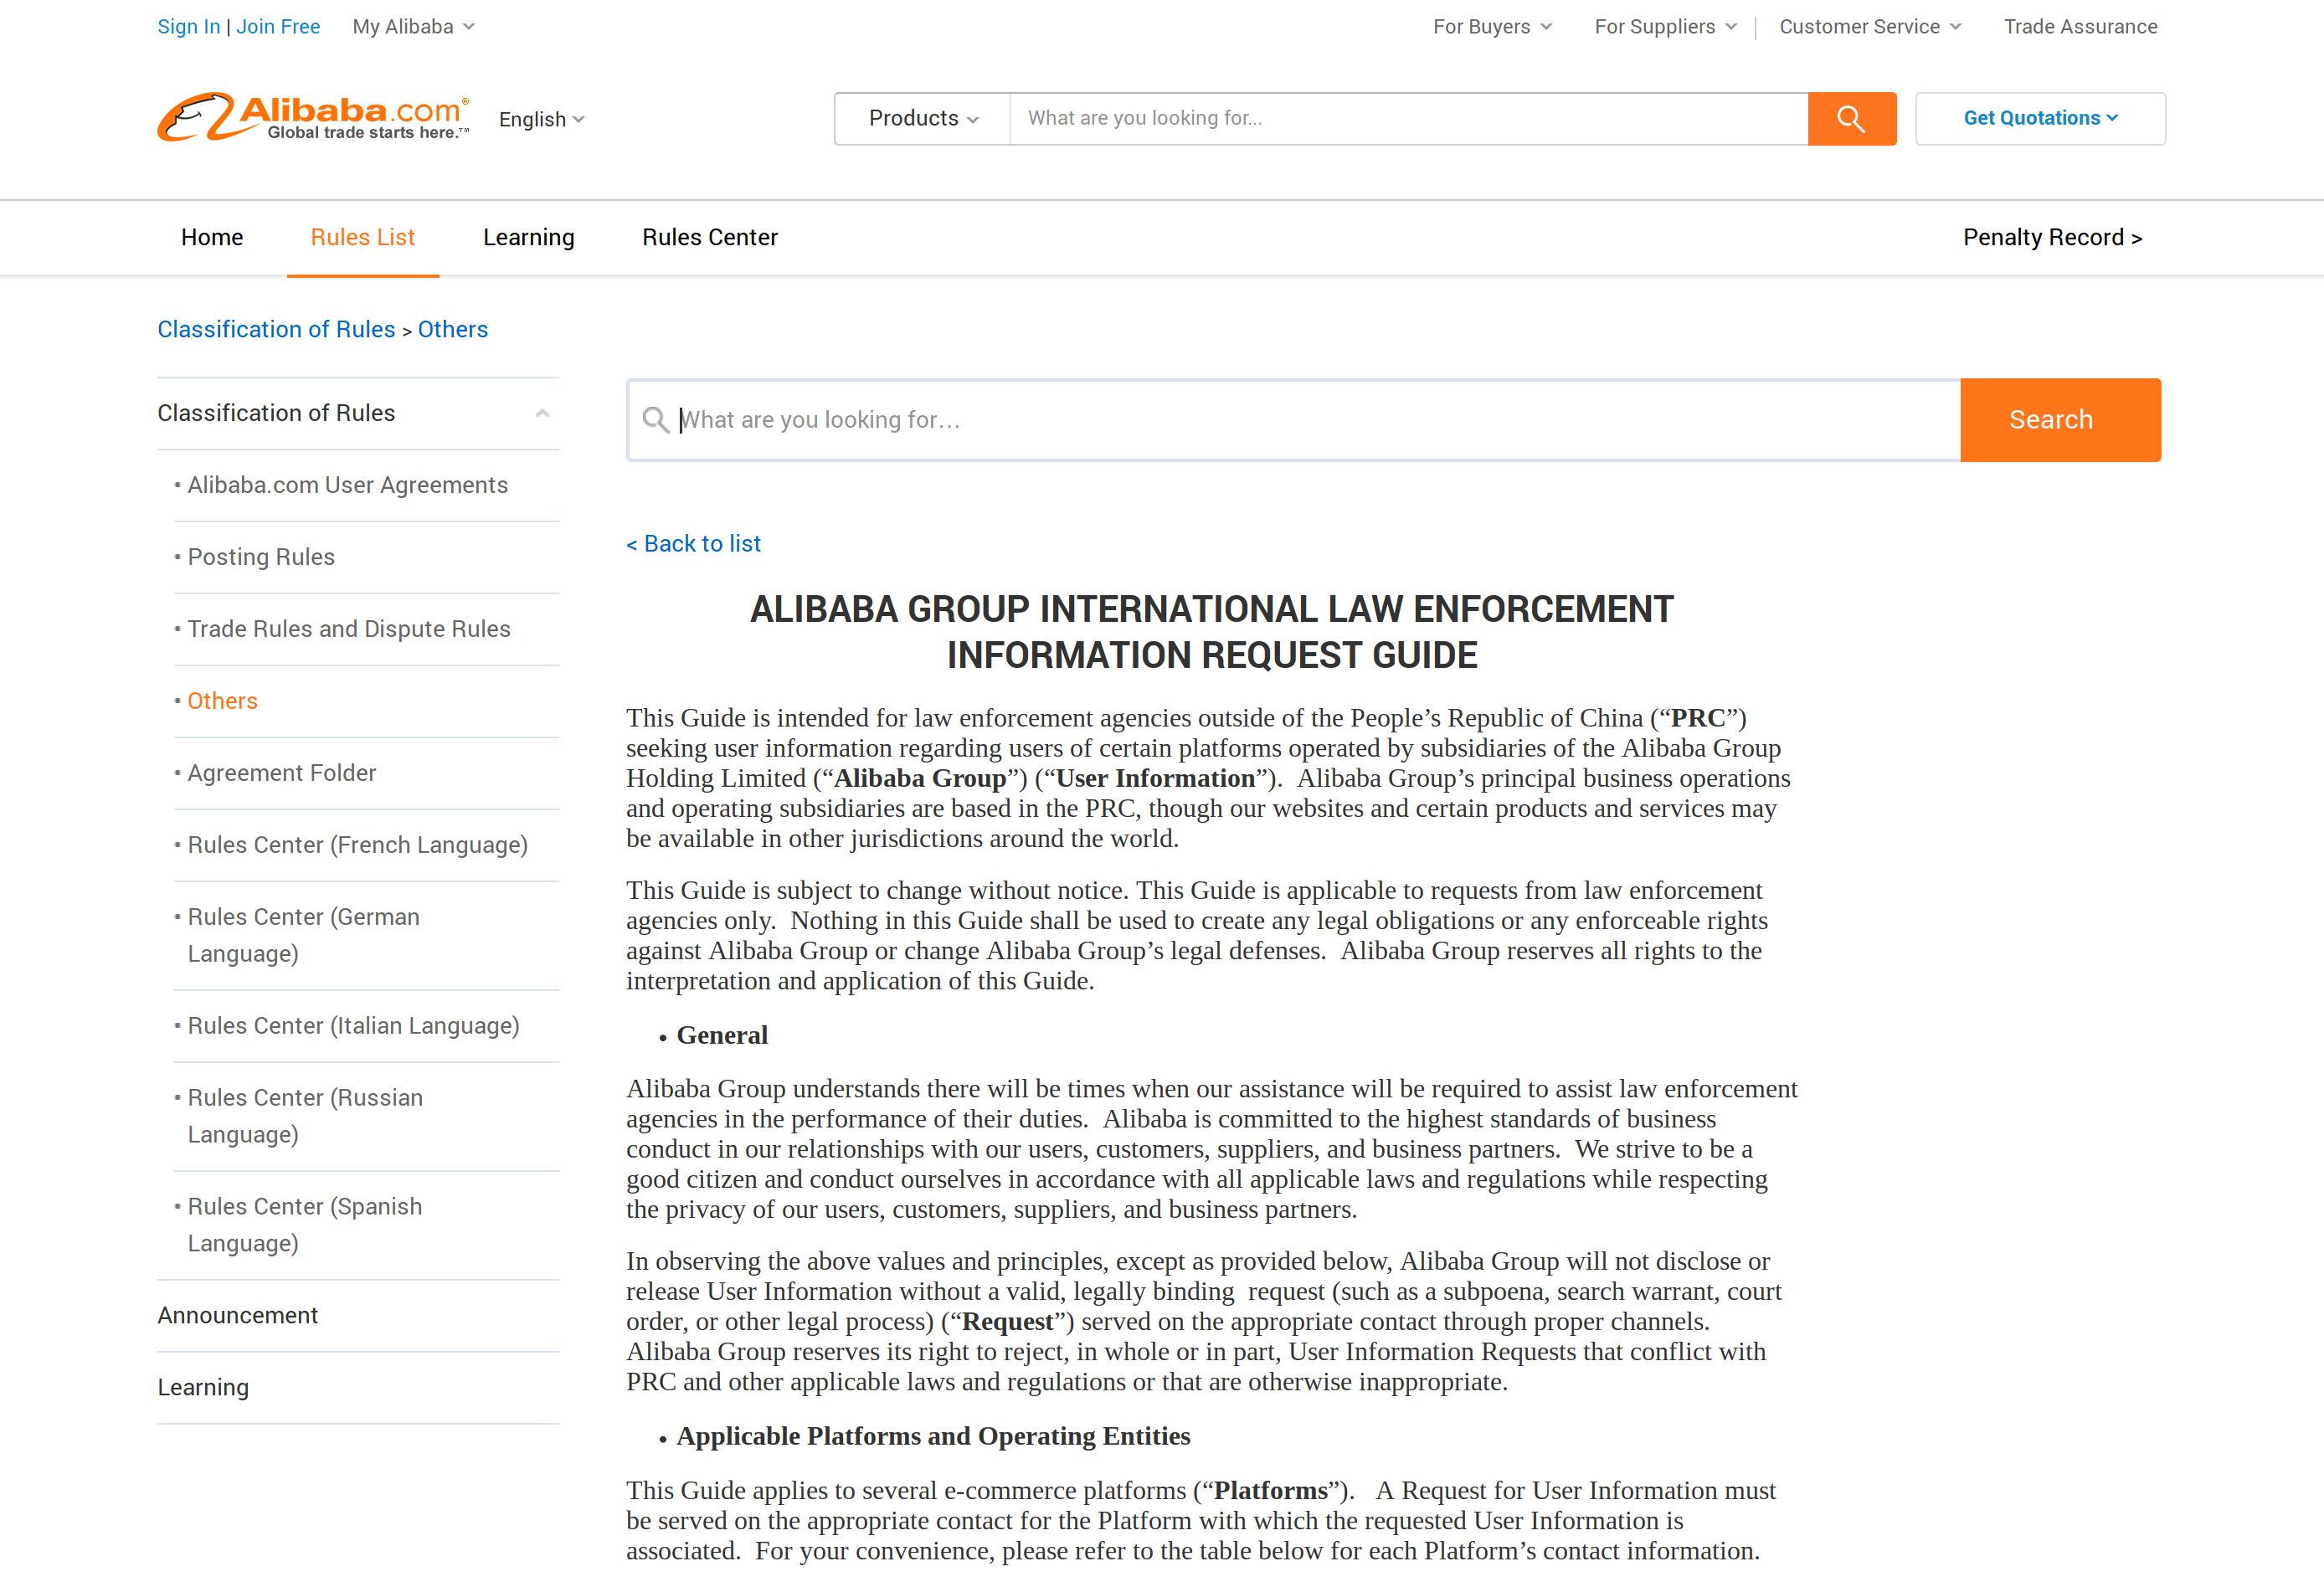 Sign In | Join Free My Alibaba For Buyers For Suppliers Customer Service Trade Assurance
Alibaba.com®
Global trade starts here.™
English
Products What are you looking for... Get Quotations
Home Rules List Learning Rules Center Penalty Record >
Classification of Rules > Others
Classification of Rules
• Alibaba.com User Agreements
• Posting Rules
• Trade Rules and Dispute Rules
• Others
• Agreement Folder
• Rules Center (French Language)
• Rules Center (German
Language)
• Rules Center (Italian Language)
• Rules Center (Russian
Language)
• Rules Center (Spanish
Language)
Announcement
Learning
What are you looking for... Search
< Back to list
ALIBABA GROUP INTERNATIONAL LAW ENFORCEMENT
INFORMATION REQUEST GUIDE
This Guide is intended for law enforcement agencies outside of the People’s Republic of China (“PRC”)
seeking user information regarding users of certain platforms operated by subsidiaries of the Alibaba Group
Holding Limited (“Alibaba Group”) (“User Information”). Alibaba Group’s principal business operations
and operating subsidiaries are based in the PRC, though our websites and certain products and services may
be available in other jurisdictions around the world.
This Guide is subject to change without notice. This Guide is applicable to requests from law enforcement
agencies only. Nothing in this Guide shall be used to create any legal obligations or any enforceable rights
against Alibaba Group or change Alibaba Group’s legal defenses. Alibaba Group reserves all rights to the
interpretation and application of this Guide.
• General
Alibaba Group understands there will be times when our assistance will be required to assist law enforcement
agencies in the performance of their duties. Alibaba is committed to the highest standards of business
conduct in our relationships with our users, customers, suppliers, and business partners. We strive to be a
good citizen and conduct ourselves in accordance with all applicable laws and regulations while respecting
the privacy of our users, customers, suppliers, and business partners.
In observing the above values and principles, except as provided below, Alibaba Group will not disclose or
release User Information without a valid, legally binding request (such as a subpoena, search warrant, court
order, or other legal process) (“Request”) served on the appropriate contact through proper channels.
Alibaba Group reserves its right to reject, in whole or in part, User Information Requests that conflict with
PRC and other applicable laws and regulations or that are otherwise inappropriate.
• Applicable Platforms and Operating Entities
This Guide applies to several e-commerce platforms (“Platforms”). A Request for User Information must
be served on the appropriate contact for the Platform with which the requested User Information is
associated. For your convenience, please refer to the table below for each Platform’s contact information.